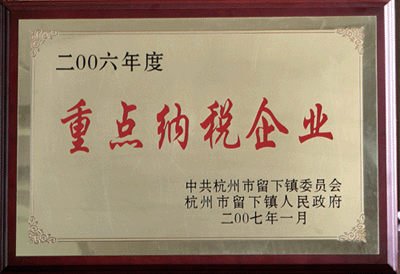 二00六年度
重点纳税企业
中共杭州市留下镇委员会
杭州市留下镇人民政府
二00七年一月